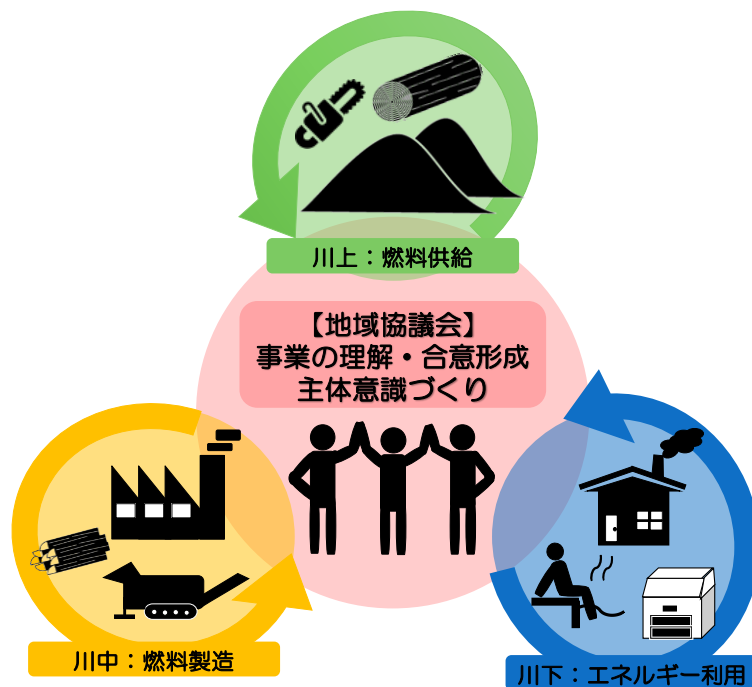 川上：燃料供給
【地域協議会】
事業の理解・合意形成
主体意識づくり
川中：燃料製造
川下：エネルギー利用